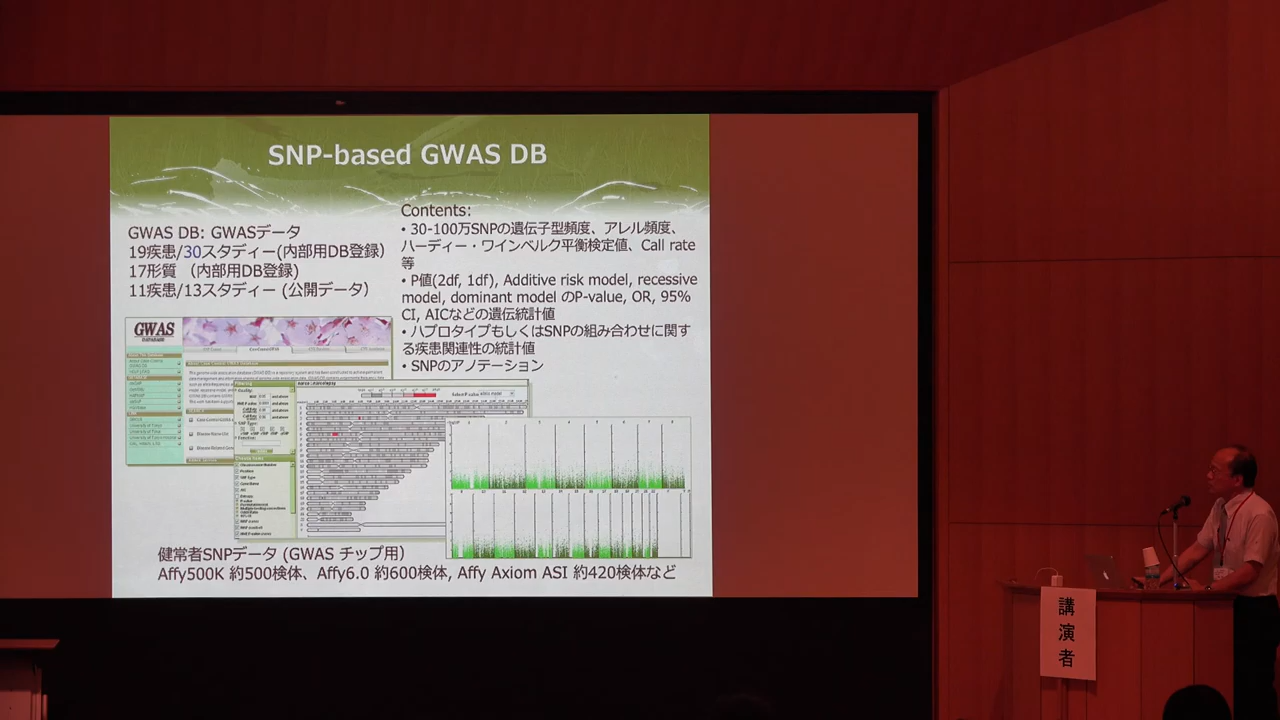 SNP-based GWAS DB
GWAS DB: GWASデータ
19疾患/30スタディー(内部用DB登録)
17形質 （内部用DB登録)
11疾患/13スタディー (公開データ）
Contents:
• 30-100万SNPの遺伝子型頻度、アレル頻度、
ハーディー・ワインベルク平衡検定値、Call rate
等
• P値(2df, 1df), Additive risk model, recessive
model, dominant model のP-value, OR, 95%
CI, AICなどの遺伝統計値
• ハプロタイプもしくはSNPの組み合わせに関す
る疾患関連性の統計値
• SNPのアノテーション
GWAS
DATABASE
健常者SNPデータ (GWAS チップ用）
Affy500K 約500検体、Affy6.0 約600検体, Affy Axiom ASI 約420検体など
講演者